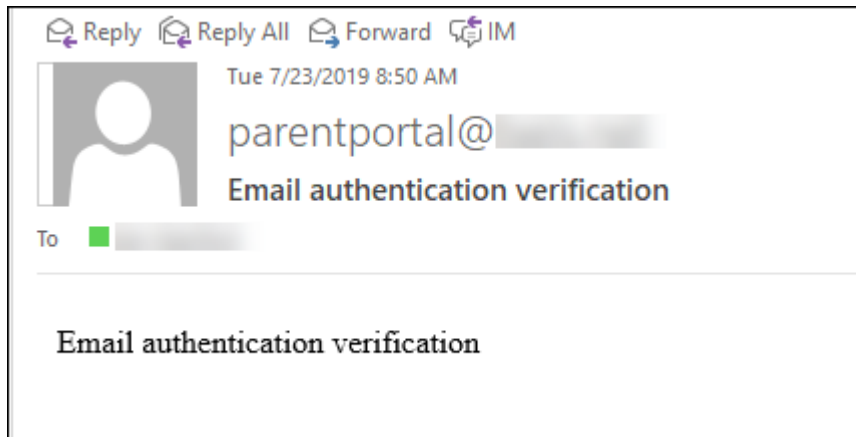 Reply Reply All Forward IM
Tue 7/23/2019 8:50 AM
parentportal@
Email authentication verification
To
Email authentication verification